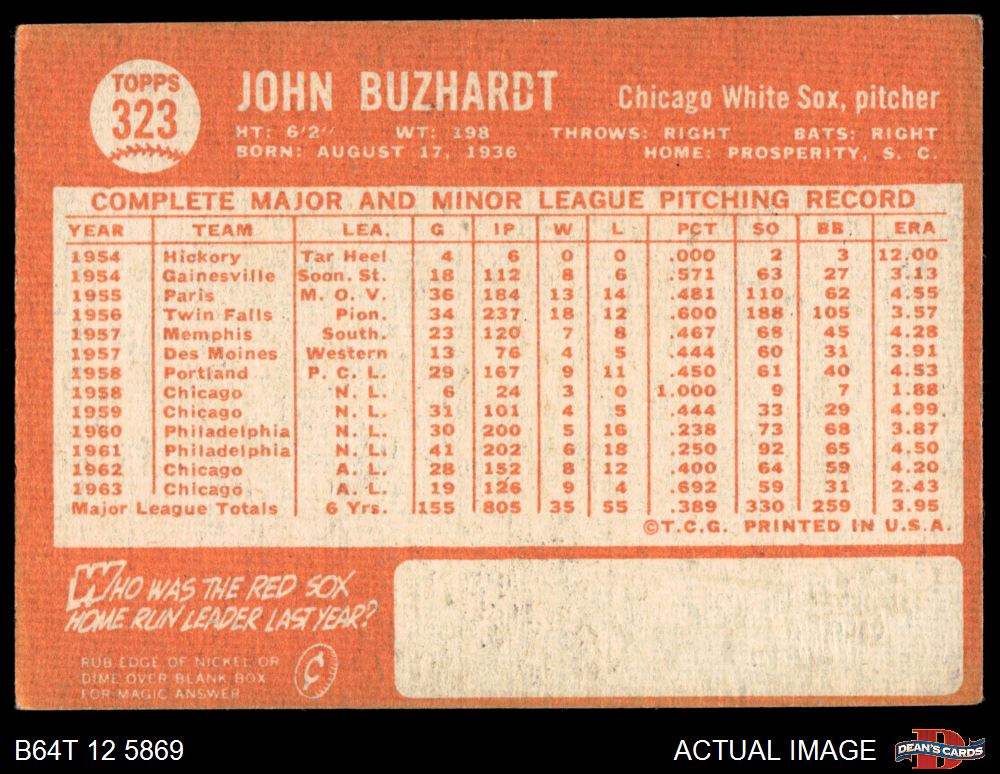 TOPPS
323
JOHN BUZHARDT
Chicago White Sox, pitcher
HT: 6'2" WT: 198 THROWS: RIGHT BATS: RIGHT
BORN: AUGUST 17, 1936 HOME: PROSPERITY, S. C.
COMPLETE MAJOR AND MINOR LEAGUE PITCHING RECORD
YEAR TEAM LEA. G IP W L PCT SO BB ERA
1954 Hickory Tar Heel 4 6 0 0 .000 2 3 12.00
1954 Gainesville Soon. St. 18 112 8 6 .571 63 27 3.13
1955 Paris M. O. V. 36 184 13 14 .481 110 62 4.55
1956 Twin Falls Pion. 34 237 18 12 .600 188 105 3.57
1957 Memphis South. 23 120 7 8 .467 68 45 4.28
1957 Des Moines Western 13 76 4 5 .444 60 31 3.91
1958 Portland P. C. L. 29 167 9 11 .450 61 40 4.53
1958 Chicago N. L. 6 24 3 0 1.000 9 7 1.88
1959 Chicago N. L. 31 101 4 5 .444 33 29 4.99
1960 Philadelphia N. L. 30 200 5 16 .238 73 68 3.87
1961 Philadelphia N. L. 41 202 6 18 .250 92 65 4.50
1962 Chicago A. L. 28 152 8 12 .400 64 59 4.20
1963 Chicago A. L. 19 126 9 4 .692 59 31 2.43
Major League Totals 6 Yrs. 155 805 35 55 .389 330 259 3.95
©T.C.G. PRINTED IN U.S.A.
WHO WAS THE RED SOX
HOME RUN LEADER LAST YEAR?
RUB EDGE OF NICKEL OR
DIME OVER BLANK BOX
FOR MAGIC ANSWER
¢
B64T 12 5869
ACTUAL IMAGE
D
DEAN'S CARDS